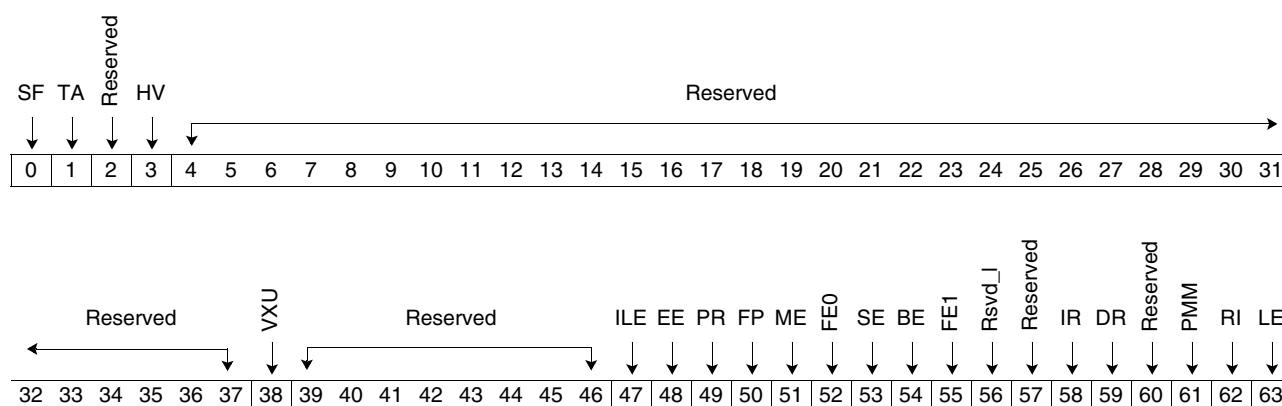 SF TA Reserved HV Reserved
0 1 2 3 4 5 6 7 8 9 10 11 12 13 14 15 16 17 18 19 20 21 22 23 24 25 26 27 28 29 30 31
Reserved VXU Reserved ILE EE PR FP ME FE0 SE BE FE1 Rsvd_I Reserved IR DR Reserved PMM RI LE
32 33 34 35 36 37 38 39 40 41 42 43 44 45 46 47 48 49 50 51 52 53 54 55 56 57 58 59 60 61 62 63